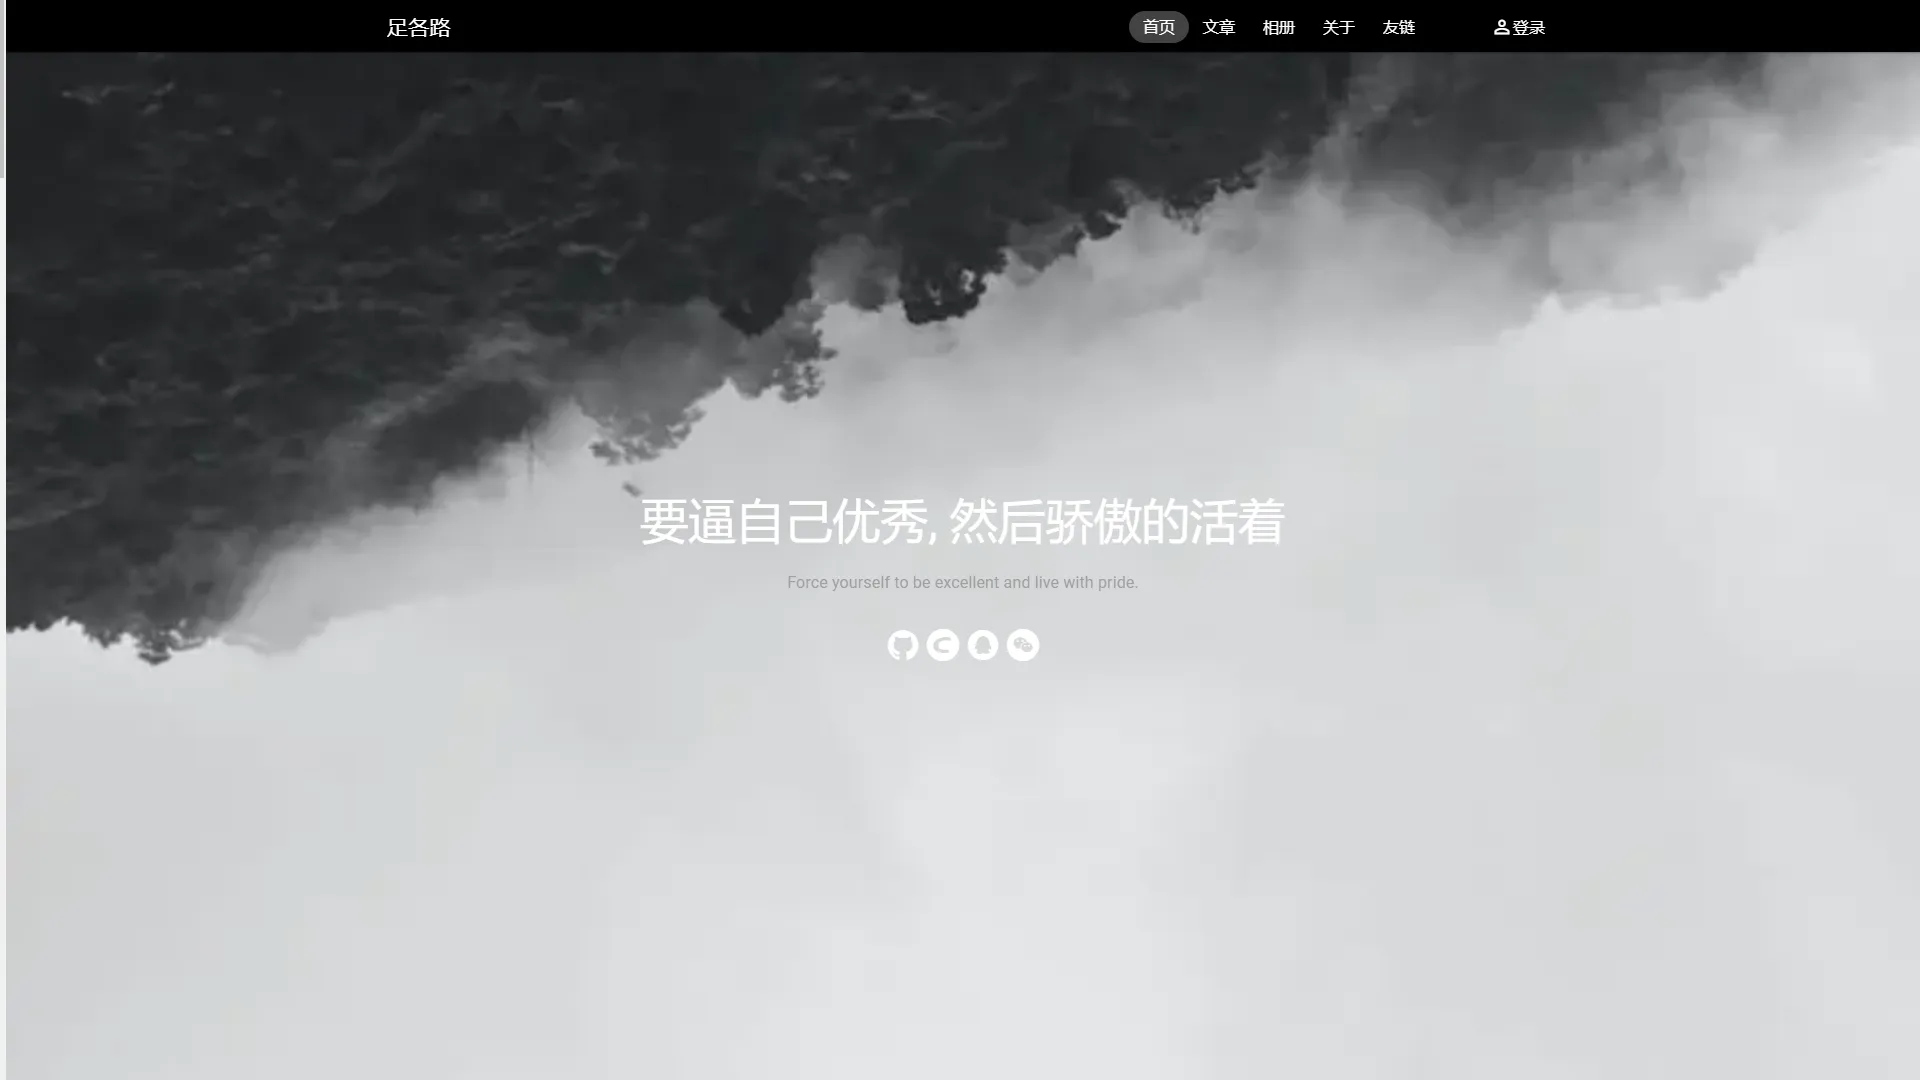 足各路
首页 文章 相册 关于 友链 登录
要逼自己优秀, 然后骄傲的活着
Force yourself to be excellent and live with pride.